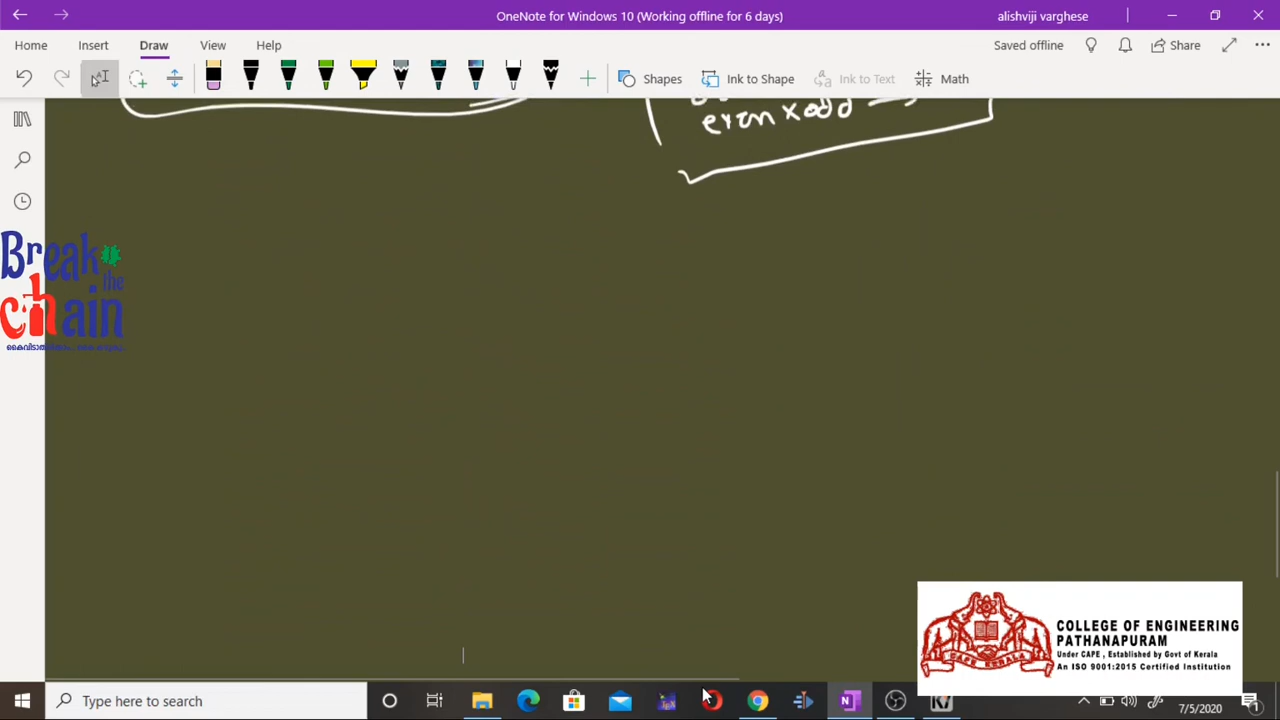 OneNote for Windows 10 (Working offline for 6 days)
alishviji varghese
Home
Insert
Draw
View
Help
Saved offline
Share
Shapes
Ink to Shape
Ink to Text
Math
even x odd
Break
the
chain
COLLEGE OF ENGINEERING
PATHANAPURAM
Under CAPE , Established by Govt of Kerala
An ISO 9001:2015 Certified Institution
CAPE KERALA
Type here to search
7/5/2020